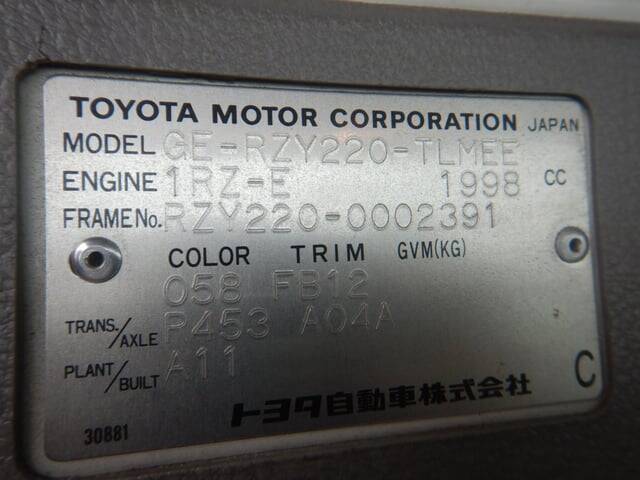 TOYOTA MOTOR CORPORATION JAPAN
MODEL GE-RZY220-TLMEE
ENGINE 1RZ-E 1998 CC
FRAME No. RZY220-0002391
COLOR TRIM GVM(KG)
058 FB12
TRANS./AXLE P453 A04A
PLANT/BUILT A11
C
トヨタ自動車株式会社
30881